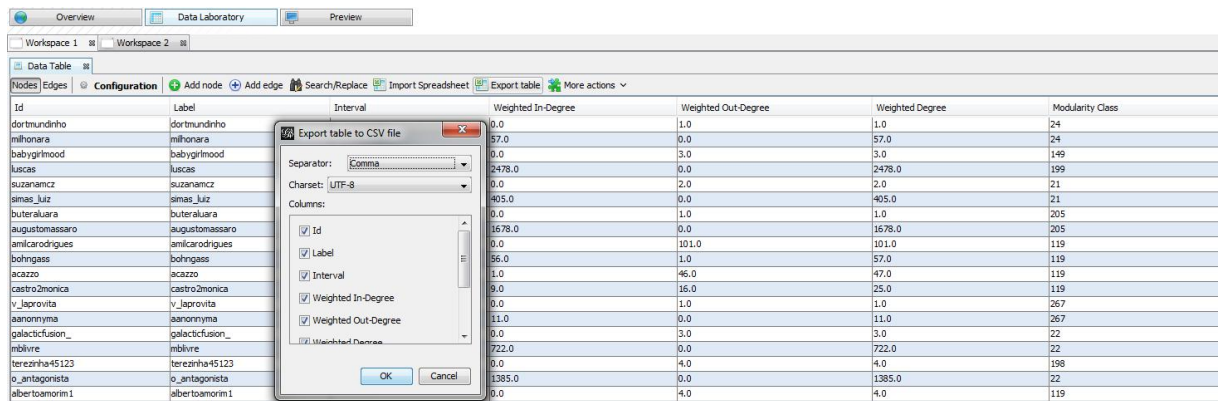 Overview Data Laboratory Preview
Workspace 1 Workspace 2
Data Table
Nodes Edges Configuration Add node Add edge Search/Replace Import Spreadsheet Export table More actions
Id Label Interval Weighted In-Degree Weighted Out-Degree Weighted Degree Modularity Class
dortmundinho dortmundinho 0.0 1.0 1.0 24
milhonara milhonara 57.0 0.0 57.0 24
babygirlmood babygirlmood 0.0 3.0 3.0 149
luscas luscas 2478.0 0.0 2478.0 199
suzanamcz suzanamcz 0.0 2.0 2.0 21
simas_luiz simas_luiz 405.0 0.0 405.0 21
buteraluara buteraluara 0.0 1.0 1.0 205
augustomassaro augustomassaro 1678.0 0.0 1678.0 205
amilcarodrigues amilcarodrigues 0.0 101.0 101.0 119
bohngass bohngass 56.0 1.0 57.0 119
acazzo acazzo 1.0 46.0 47.0 119
castro2monica castro2monica 9.0 16.0 25.0 119
v_laprovita v_laprovita 0.0 1.0 1.0 267
aanonnyma aanonnyma 11.0 0.0 11.0 267
galacticfusion_ galacticfusion_ 0.0 3.0 3.0 22
mblivre mblivre 722.0 0.0 722.0 22
terezinha45123 terezinha45123 0.0 4.0 4.0 198
o_antagonista o_antagonista 1385.0 0.0 1385.0 22
albertoamorim1 albertoamorim1 0.0 4.0 4.0 119
Export table to CSV file
Separator: Comma
Charset: UTF-8
Columns:
Id
Label
Interval
Weighted In-Degree
Weighted Out-Degree
Weighted Degree
OK Cancel